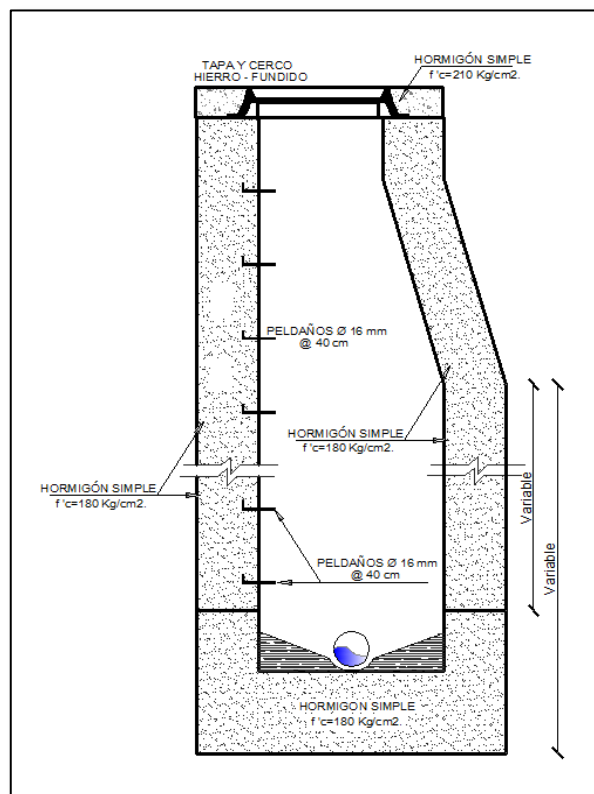 TAPA Y CERCO
HIERRO - FUNDIDO
HORMIGÓN SIMPLE
f 'c=210 Kg/cm2.
PELDAÑOS Ø 16 mm
@ 40 cm
HORMIGÓN SIMPLE
f 'c=180 Kg/cm2.
HORMIGÓN SIMPLE
f 'c=180 Kg/cm2.
Variable
Variable
PELDAÑOS Ø 16 mm
@ 40 cm
HORMIGON SIMPLE
f 'c=180 Kg/cm2.